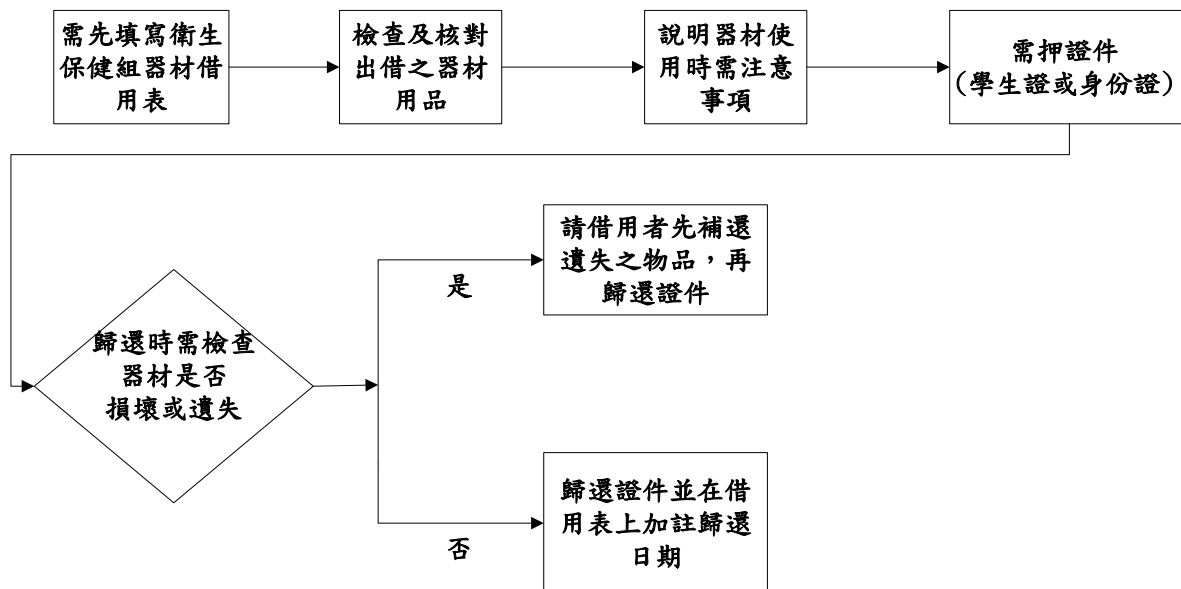 需先填寫衛生
保健組器材借
用表
檢查及核對
出借之器材
用品
說明器材使
用時需注意
事項
需押證件
(學生證或身份證)
歸還時需檢查
器材是否
損壞或遺失
是
請借用者先補還
遺失之物品，再
歸還證件
否
歸還證件並在借
用表上加註歸還
日期